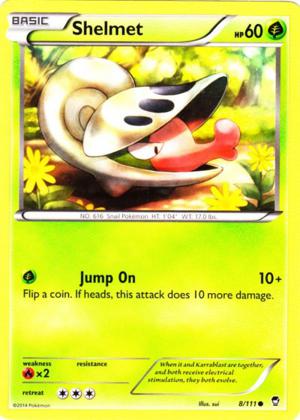 BASIC
Shelmet
HP 60
NO. 616 Snail Pokémon HT: 1'04" WT: 17.0 lbs.
Jump On 10+
Flip a coin. If heads, this attack does 10 more damage.
weakness
resistance
×2
retreat
When it and Karrablast are together,
and both receive electrical
stimulation, they both evolve.
©2014 Pokémon
Illus. sui
8/111